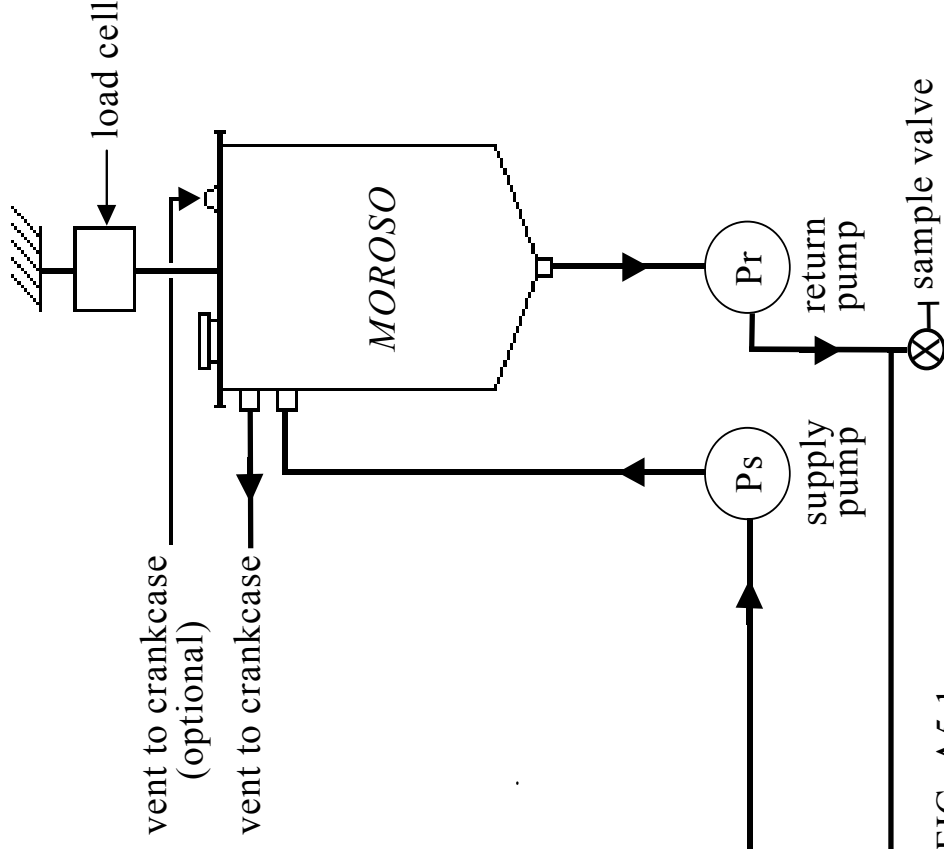 load cell
vent to crankcase
(optional)
vent to crankcase
MOROSO
Ps
supply
pump
Pr
return
pump
sample valve